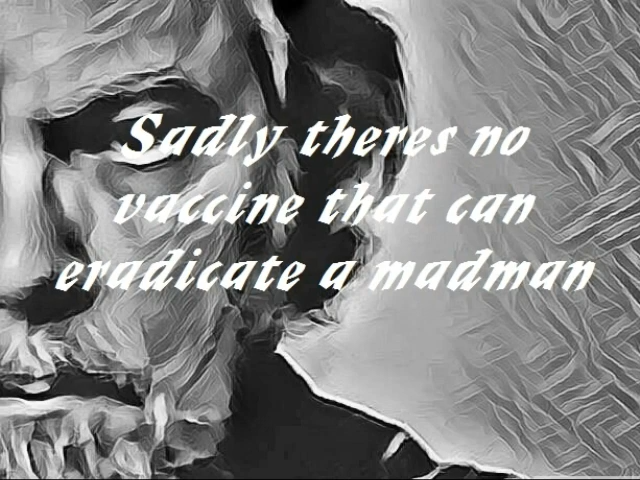 Sadly theres no
vaccine that can
eradicate a madman